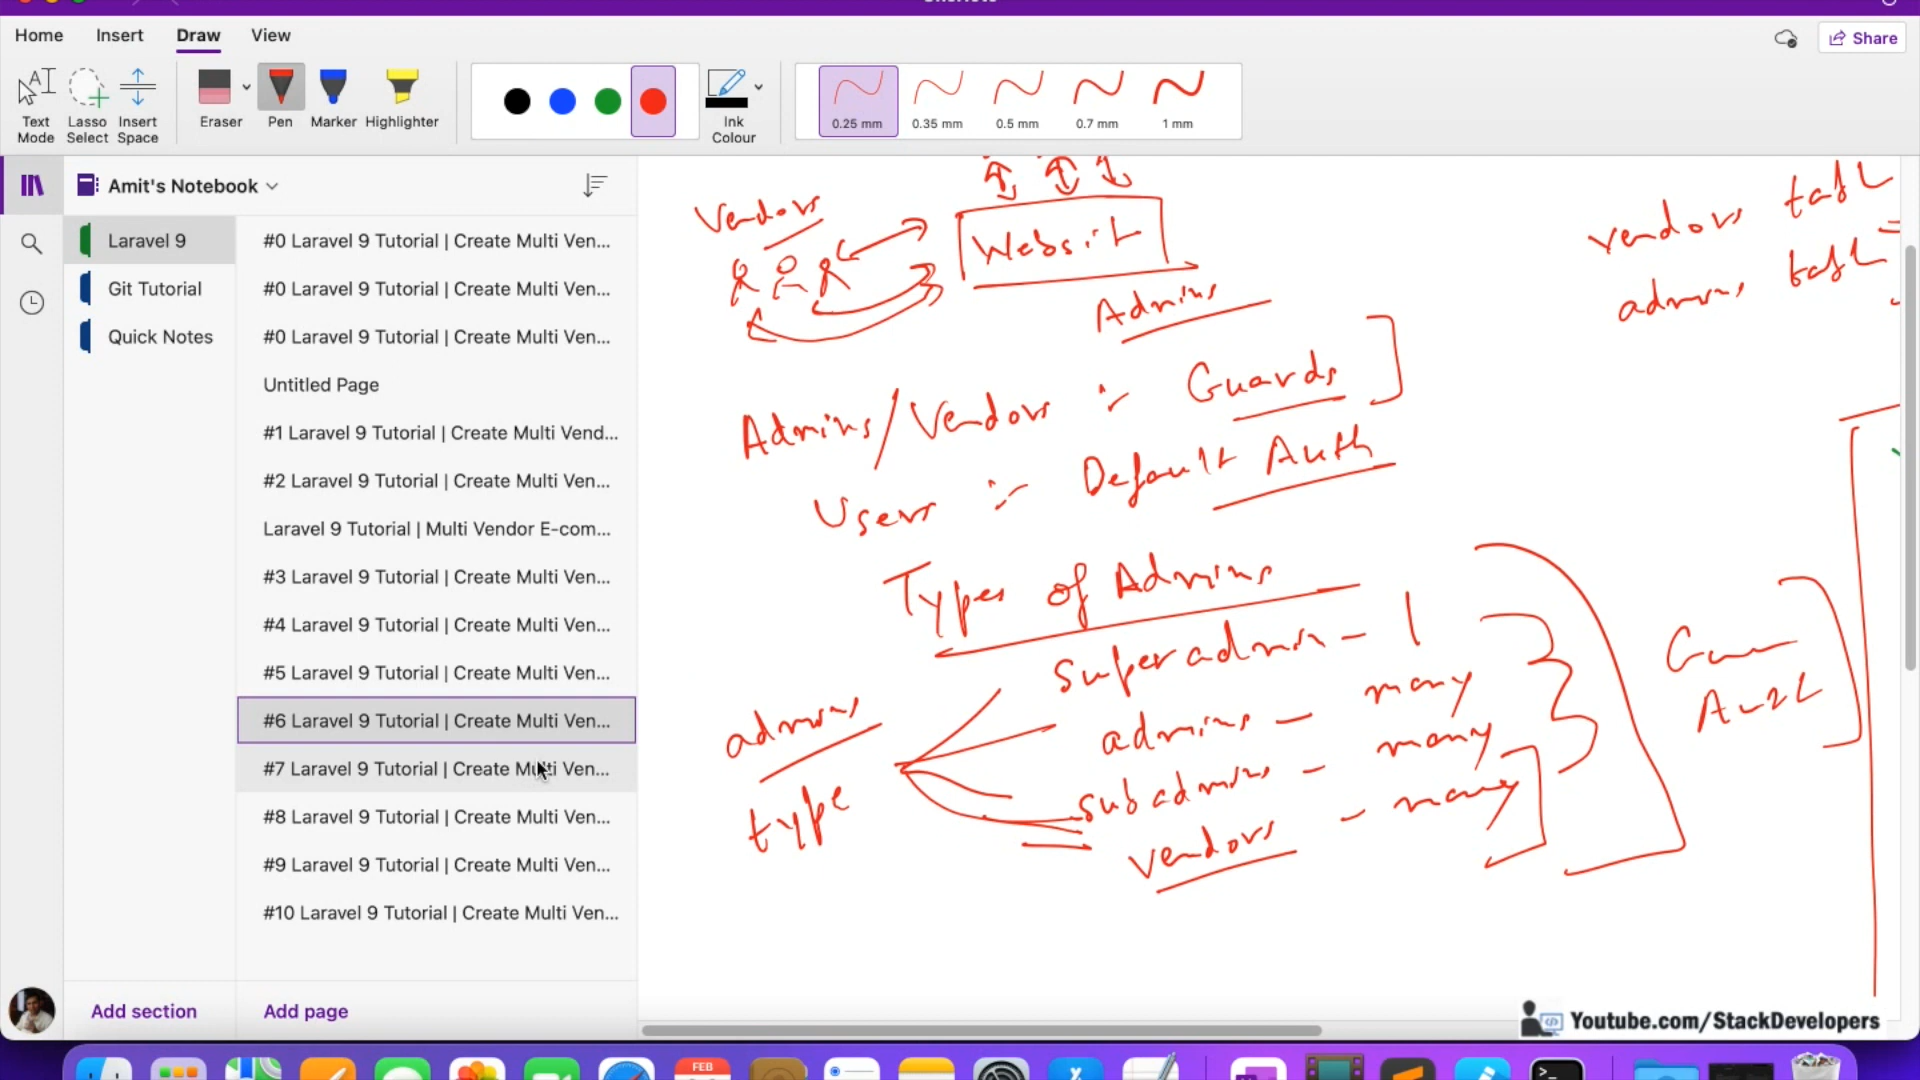 Home Insert Draw View
Share
Text Mode
Lasso Select
Insert Space
Eraser
Pen
Marker
Highlighter
Ink Colour
0.25 mm
0.35 mm
0.5 mm
0.7 mm
1 mm
Amit's Notebook
Laravel 9
Git Tutorial
Quick Notes
#0 Laravel 9 Tutorial | Create Multi Ven...
#0 Laravel 9 Tutorial | Create Multi Ven...
#0 Laravel 9 Tutorial | Create Multi Ven...
Untitled Page
#1 Laravel 9 Tutorial | Create Multi Vend...
#2 Laravel 9 Tutorial | Create Multi Ven...
Laravel 9 Tutorial | Multi Vendor E-com...
#3 Laravel 9 Tutorial | Create Multi Ven...
#4 Laravel 9 Tutorial | Create Multi Ven...
#5 Laravel 9 Tutorial | Create Multi Ven...
#6 Laravel 9 Tutorial | Create Multi Ven...
#7 Laravel 9 Tutorial | Create Multi Ven...
#8 Laravel 9 Tutorial | Create Multi Ven...
#9 Laravel 9 Tutorial | Create Multi Ven...
#10 Laravel 9 Tutorial | Create Multi Ven...
Add section
Add page
Vendors
Admins
vendors
admins
Admins/Vendors :- Guards
Users :- Default Auth
Types of Admins
Superadmin - 1
admins - many
subadmins - many
vendors - many
admins
type
Youtube.com/StackDevelopers
FEB